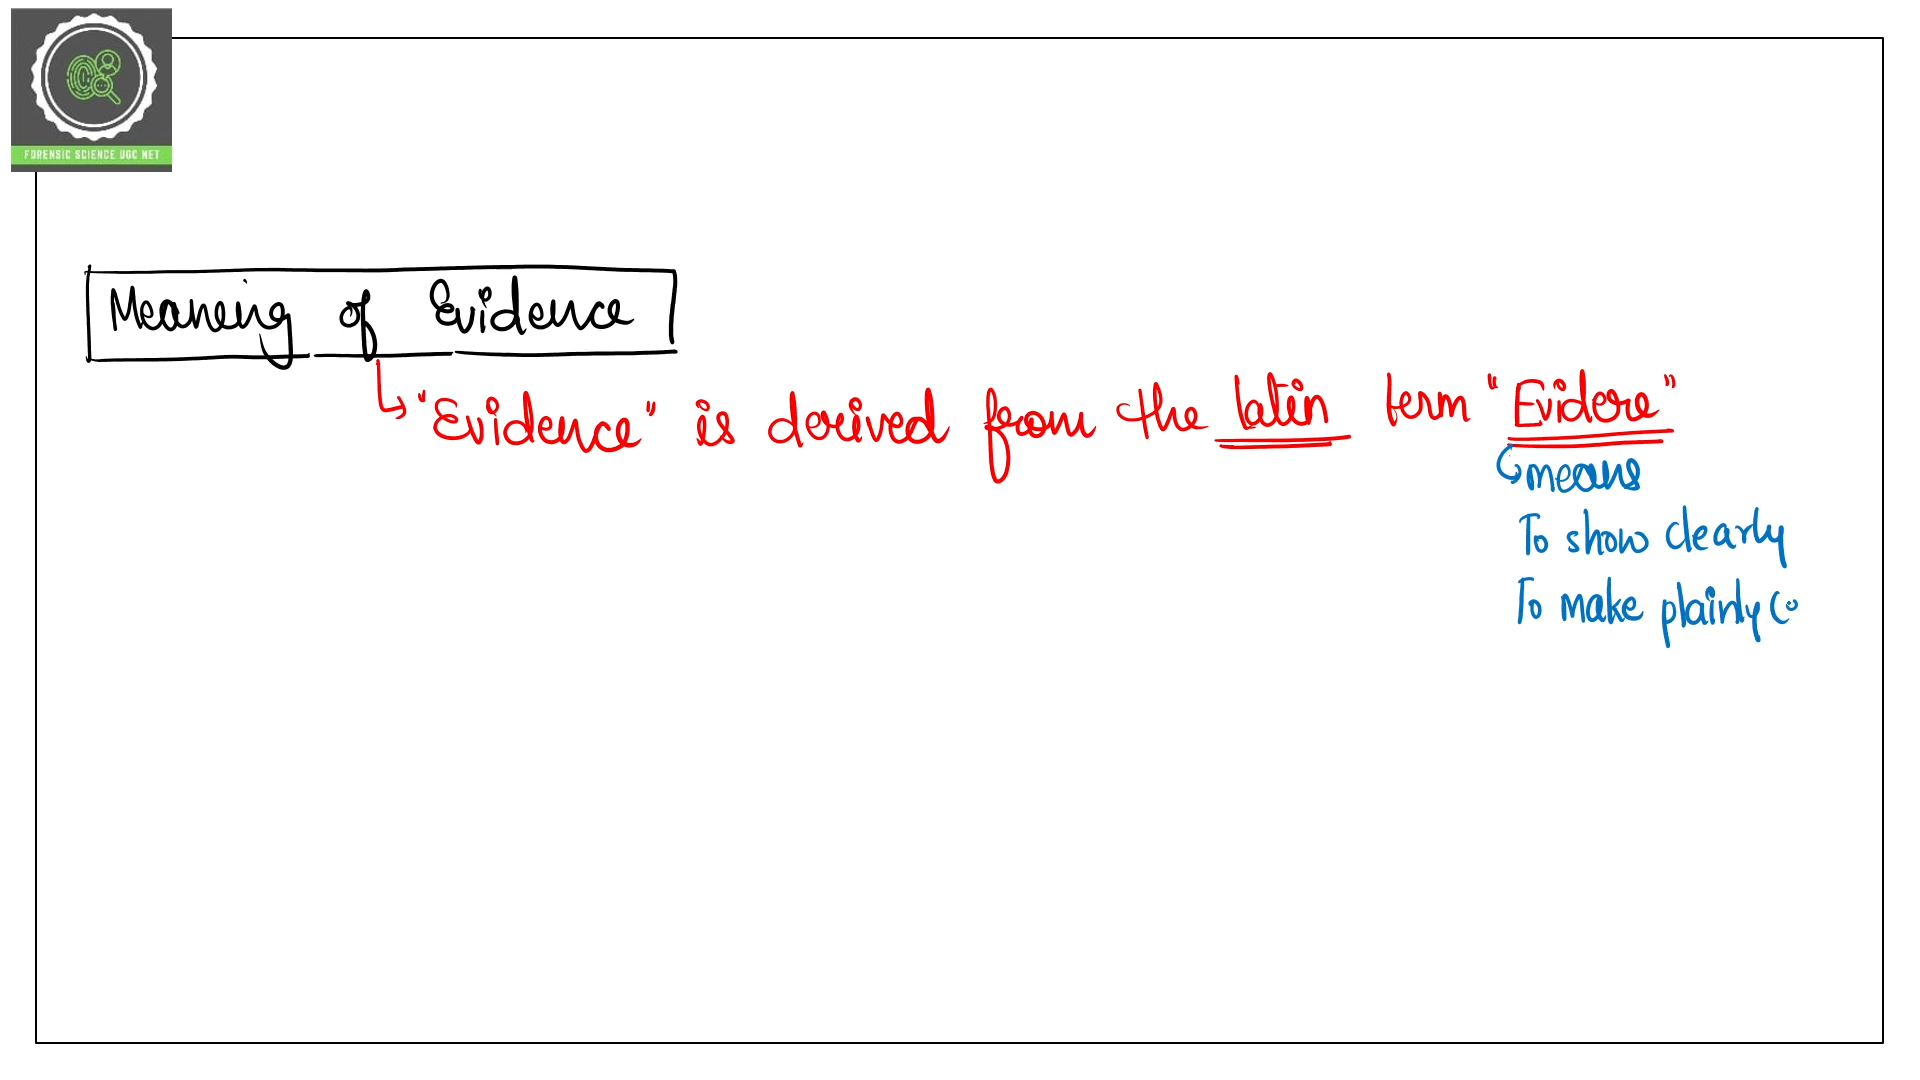 FORENSIC SCIENCE UGC NET
Meaning of Evidence
"Evidence" is derived from the latin term "Evidere"
means
To show clearly
To make plainly